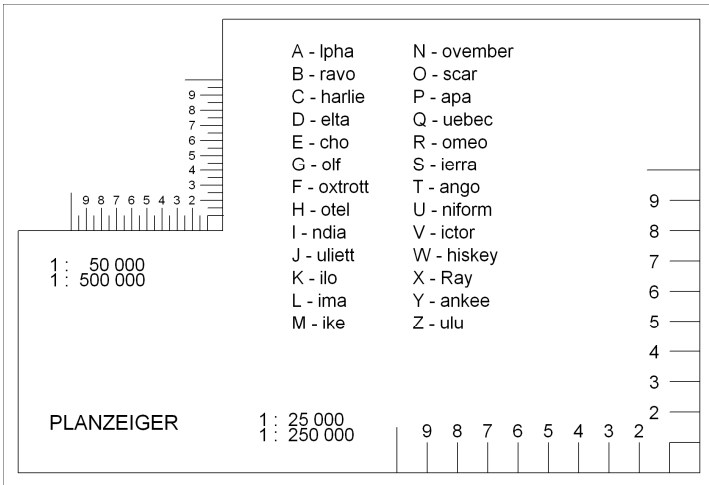 A - lpha
B - ravo
C - harlie
D - elta
E - cho
G - olf
F - oxtrott
H - otel
I - ndia
J - uliett
K - ilo
L - ima
M - ike
N - ovember
O - scar
P - apa
Q - uebec
R - omeo
S - ierra
T - ango
U - niform
V - ictor
W - hiskey
X - Ray
Y - ankee
Z - ulu
9
8
7
6
5
4
3
9 8 7 6 5 4 3 2
1 : 50 000
1 : 500 000
9
8
7
6
5
4
3
2
PLANZEIGER
1 : 25 000
1 : 250 000
9 8 7 6 5 4 3 2